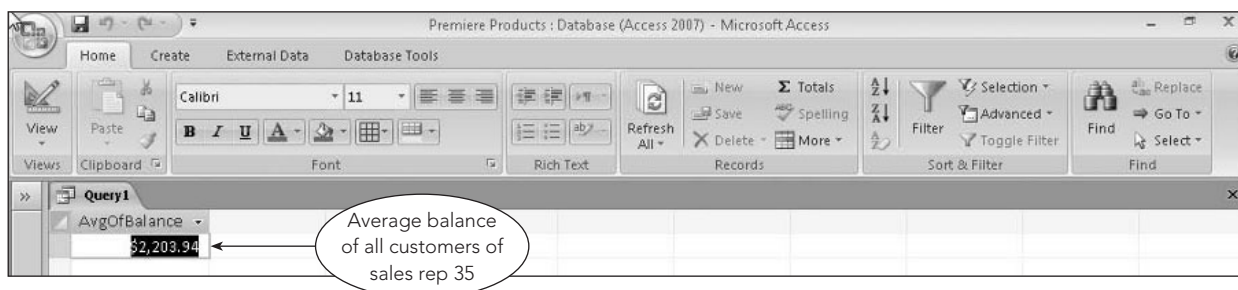 Premiere Products : Database (Access 2007) - Microsoft Access
Home Create External Data Database Tools
View
Views
Paste
Clipboard
Calibri 11
B I U A
Font
Rich Text
Refresh All
New
Save
Delete
Σ Totals
Spelling
More
Records
Filter
Selection
Advanced
Toggle Filter
Sort & Filter
Find
Replace
Go To
Select
Find
Query1
AvgOfBalance
$2,203.94
Average balance
of all customers of
sales rep 35